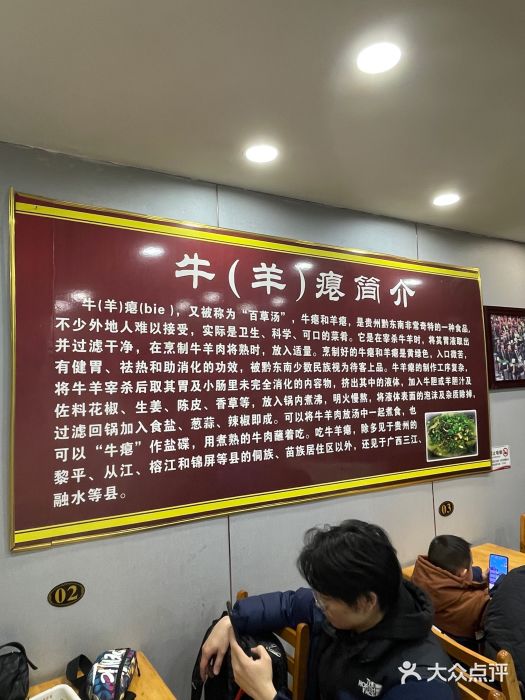 牛(羊)瘪简介
牛(羊)瘪(bie)，又被称为“百草汤”，牛瘪和羊瘪，是贵州黔东南非常奇特的一种食品，
不少外地人难以接受，实际是卫生、科学、可口的菜肴。它是在宰杀牛时，将其胃液取出
并过滤干净，在烹制牛羊肉将熟时，放入适量。烹制好的牛瘪和羊瘪是黄绿色，入口微苦，
有健胃、祛热和助消化的功效，被黔东南少数民族视为待客上品。牛羊瘪的制作工序复杂，
将牛羊宰杀后取其胃及小肠里未完全消化的内容物，挤出其中的液体，加入牛胆或羊胆汁及
佐料花椒、生姜、陈皮、香草等，放入锅内煮沸，明火慢熬，将液体表面的泡沫及杂质除掉，
过滤回锅加入食盐、葱蒜、辣椒即成。可以将牛羊肉放汤中一起煮食，也
可以“牛瘪”作盐碟，用煮熟的牛肉蘸着吃。吃牛羊瘪，除多见于贵州的
黎平、从江、榕江和锦屏等县的侗族、苗族居住区以外，还见于广西三江、
融水等县。
02
03
THE
NORTH
FACE
大众点评